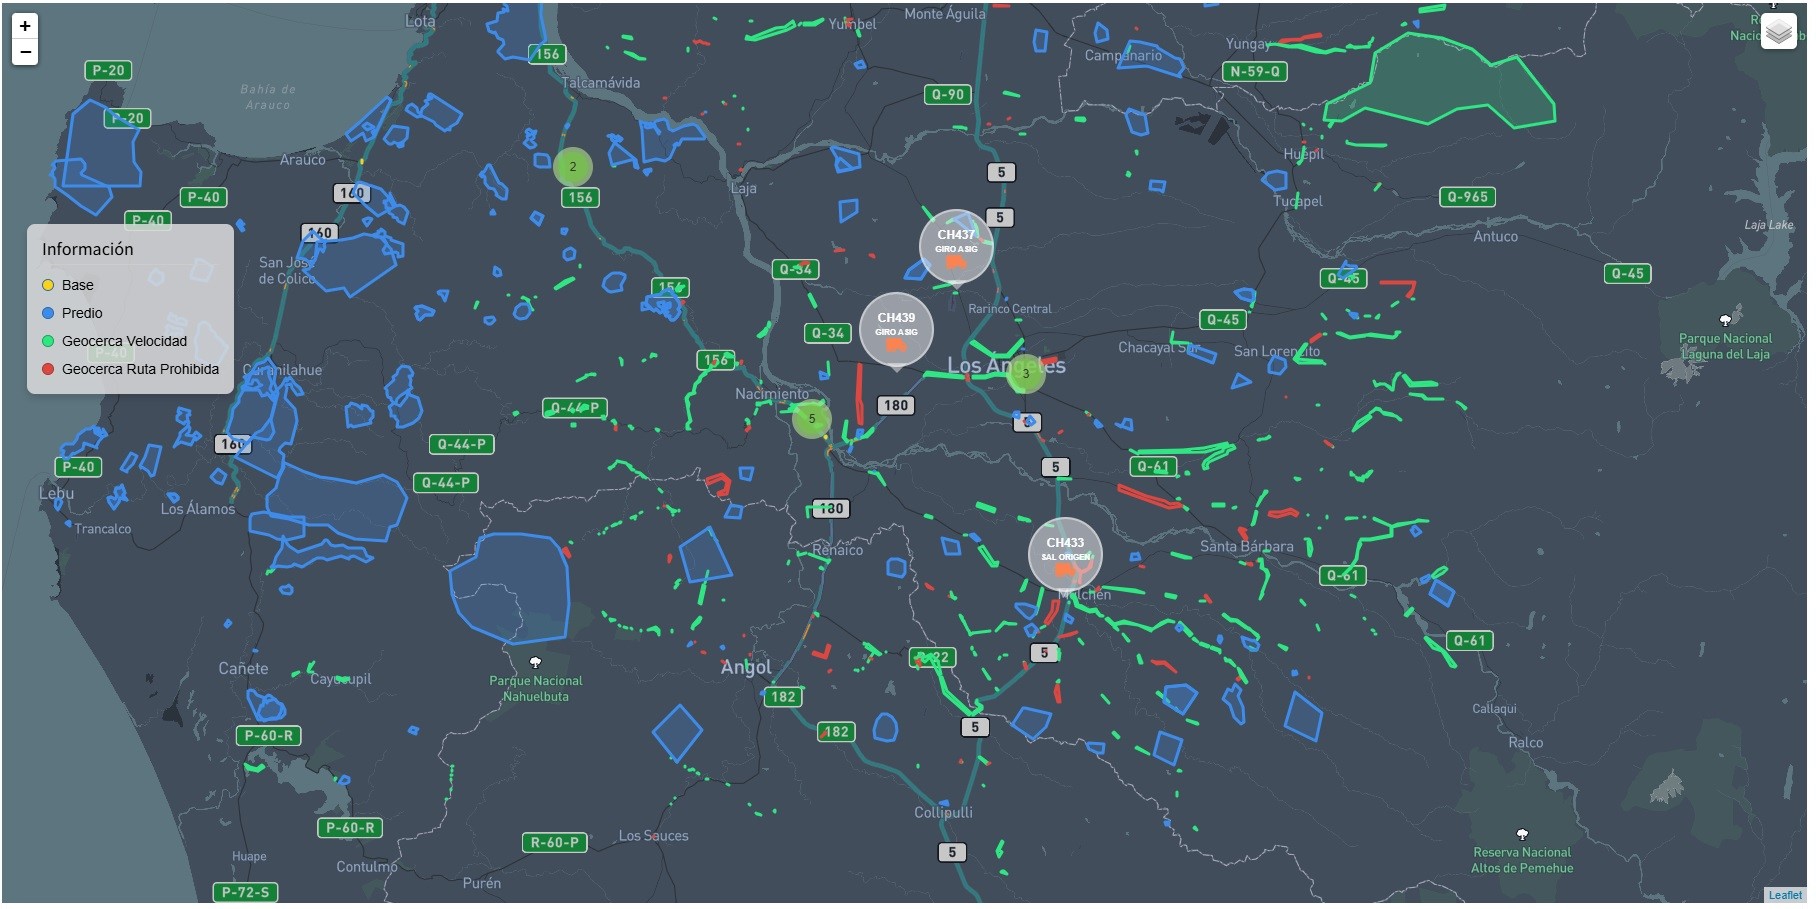 +
−
Lota
Yumbel
Monte Águila
Campanario
Yungay
156
N-59-Q
P-20
Talcamávida
Bahía de
Arauco
Q-90
P-20
Arauco
Huépil
2
5
Laja
160
P-40
156
Q-965
Tucapel
P-40
5
160
Laja Lake
Antuco
CH437
GIRO ASIG
Información
San José
de Colico
Q-34
Q-45
Q-45
Base
156
Predio
Rarinco Central
CH439
GIRO ASIG
Q-34
Q-45
Geocerca Velocidad
Parque Nacional
Laguna del Laja
Chacayal Sur
San Lorenzito
P-40
156
Los Ángeles
Geocerca Ruta Prohibida
Curanilahue
3
Nacimiento
Q-44-P
180
5
5
160
Q-44-P
P-40
5
Q-61
Q-44-P
Lebu
Los Álamos
180
Trancalco
CH433
SAL ORIGEN
Renaico
Santa Bárbara
Q-61
Mulchén
Q-61
5
R-22
Cañete
Angol
Cayucupil
Parque Nacional
Nahuelbuta
182
Callaqui
5
P-60-R
182
Ralco
Collipulli
P-60-R
Los Sauces
R-60-P
5
Huape
Contulmo
Reserva Nacional
Altos de Pemehue
Purén
P-72-S
Leaflet